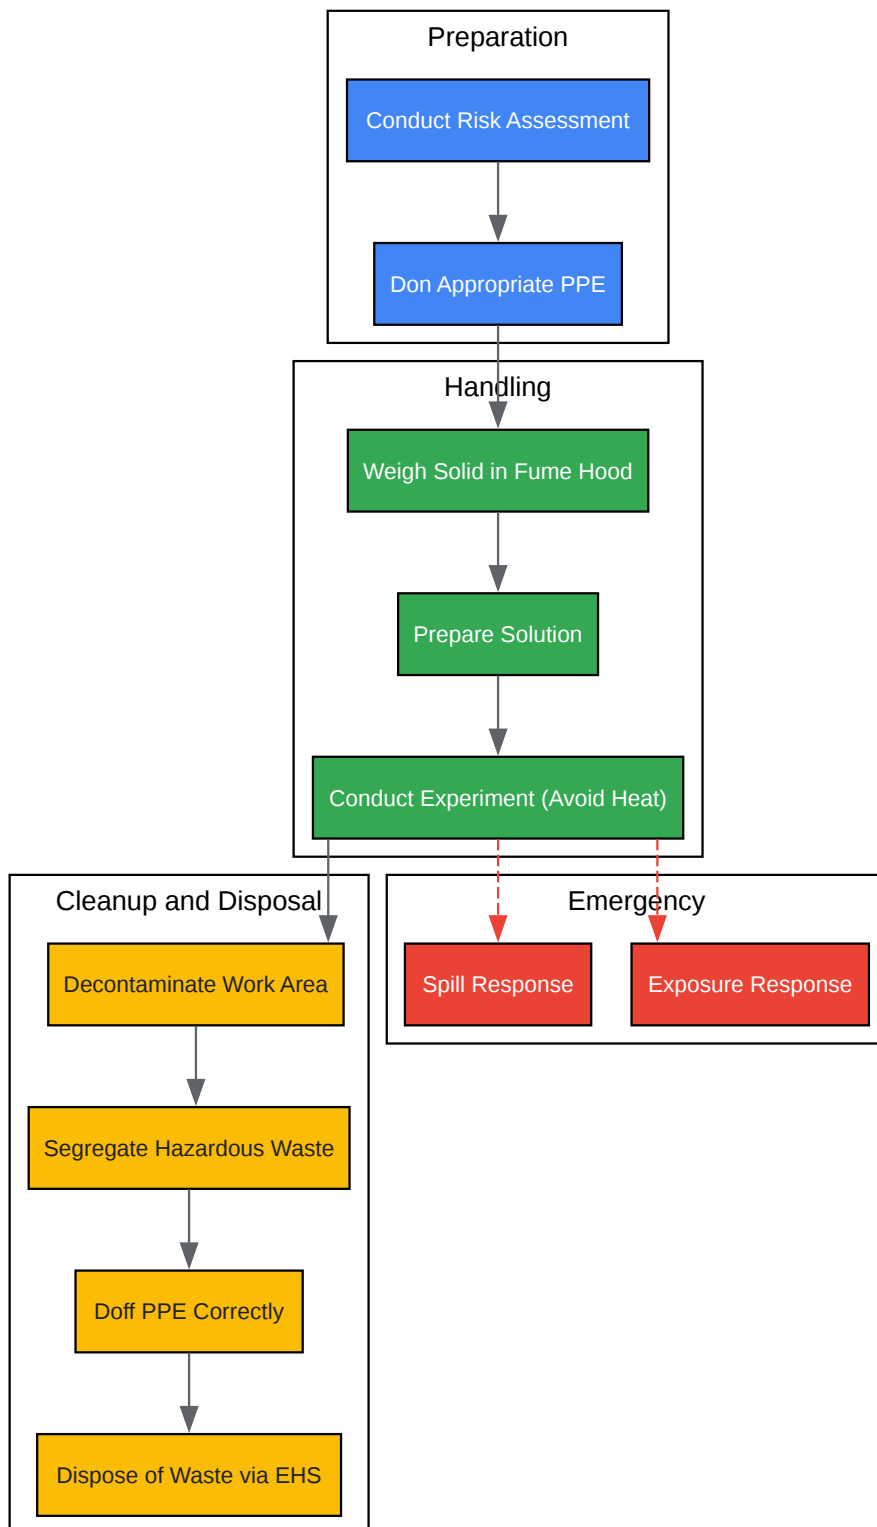 Preparation
Conduct Risk Assessment
Don Appropriate PPE
Handling
Weigh Solid in Fume Hood
Prepare Solution
Conduct Experiment (Avoid Heat)
Cleanup and Disposal
Decontaminate Work Area
Segregate Hazardous Waste
Doff PPE Correctly
Dispose of Waste via EHS
Emergency
Spill Response
Exposure Response